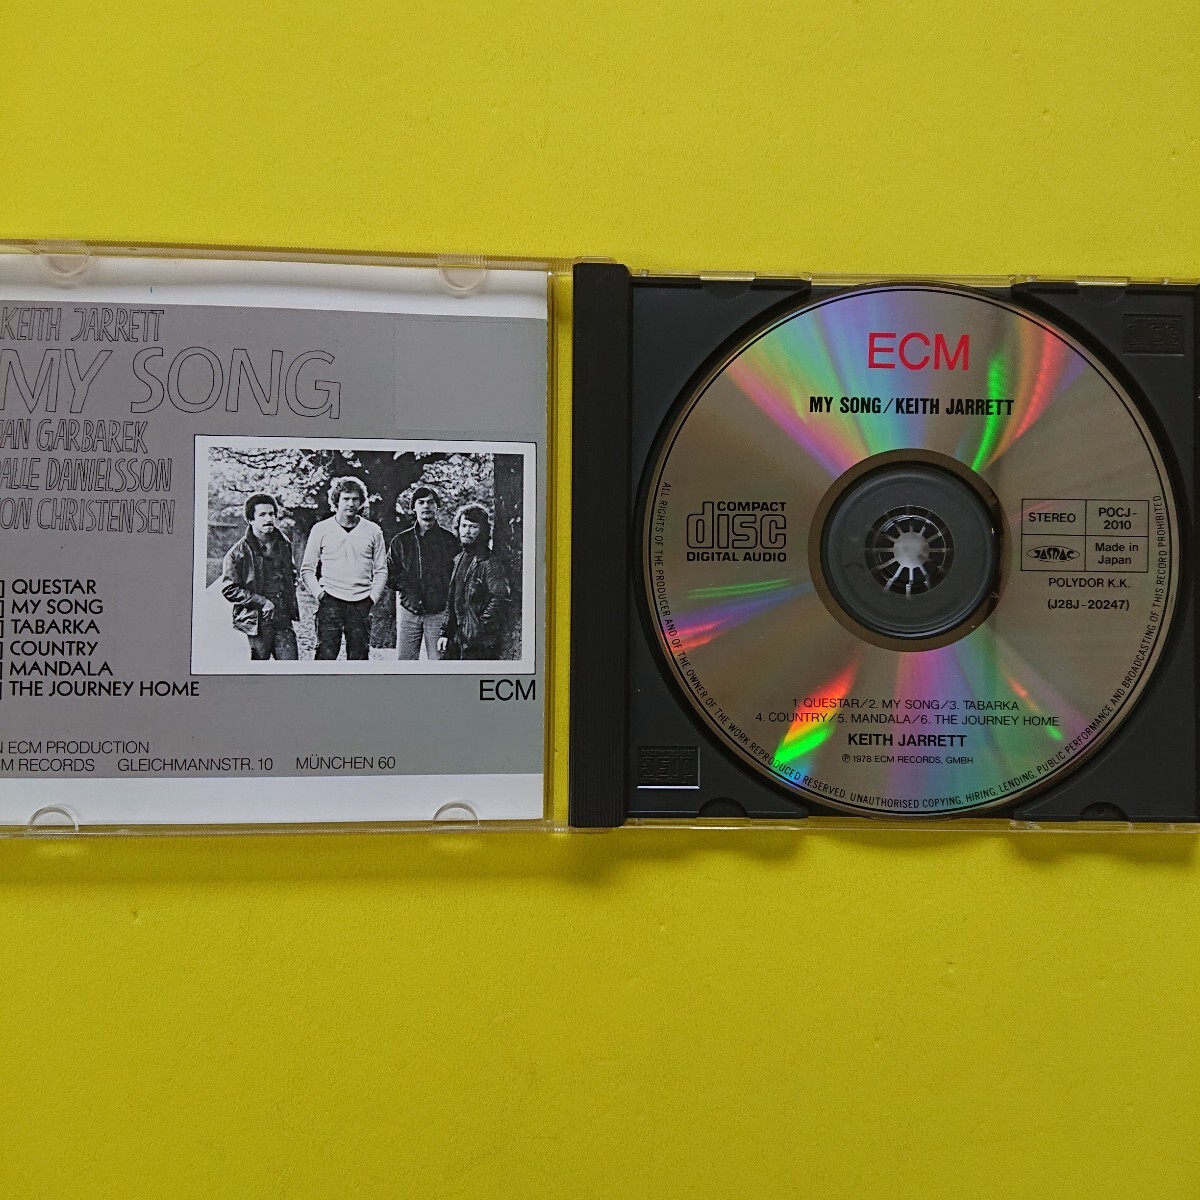 KEITH JARRETT
MY SONG
JAN GARBAREK
PALLE DANIELSSON
JON CHRISTENSEN
QUESTAR
MY SONG
TABARKA
COUNTRY
MANDALA
THE JOURNEY HOME
ECM
ECM PRODUCTION
RECORDS GLEICHMANNSTR. 10 MÜNCHEN 60
ECM
MY SONG/KEITH JARRETT
COMPACT
disc
DIGITAL AUDIO
STEREO
POCJ-
2010
JASRAC
Made in
Japan
POLYDOR K.K.
(J28J-20247)
1. QUESTAR/2. MY SONG/3. TABARKA
4. COUNTRY/5. MANDALA/6. THE JOURNEY HOME
KEITH JARRETT
℗ 1978 ECM RECORDS, GMBH
ALL RIGHTS OF THE PRODUCER AND OF THE OWNER OF THE WORK REPRODUCED RESERVED. UNAUTHORISED COPYING, HIRING, LENDING, PUBLIC PERFORMANCE AND BROADCASTING OF THIS RECORD PROHIBITED